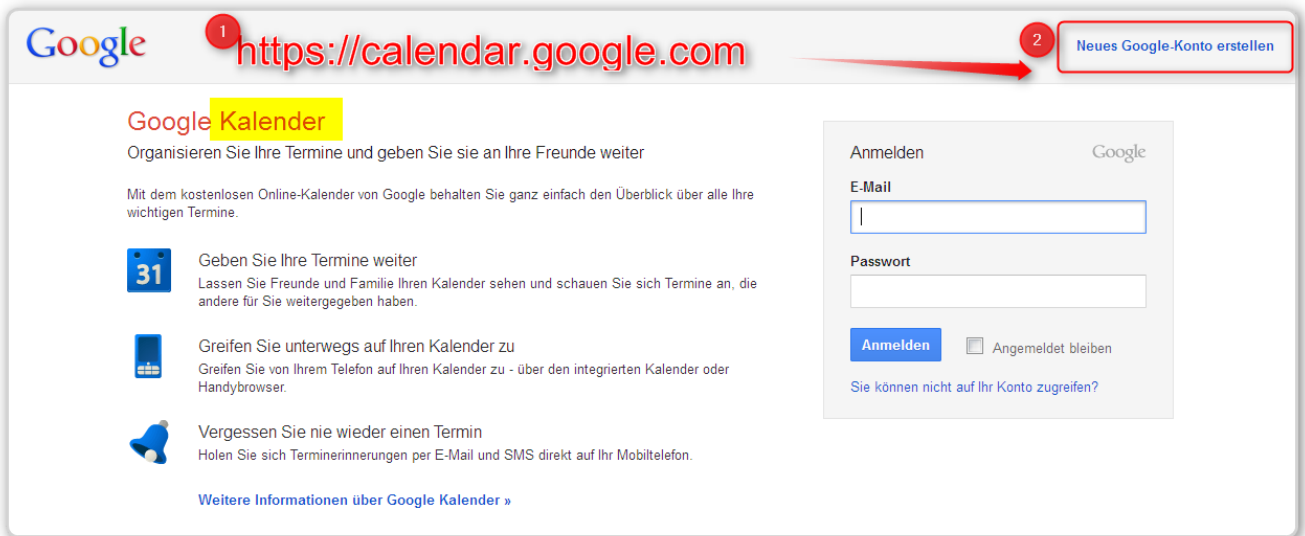 Google
1
https://calendar.google.com
2
Neues Google-Konto erstellen
Google Kalender
Organisieren Sie Ihre Termine und geben Sie sie an Ihre Freunde weiter
Mit dem kostenlosen Online-Kalender von Google behalten Sie ganz einfach den Überblick über alle Ihre
wichtigen Termine.
31
Geben Sie Ihre Termine weiter
Lassen Sie Freunde und Familie Ihren Kalender sehen und schauen Sie sich Termine an, die
andere für Sie weitergegeben haben.
Greifen Sie unterwegs auf Ihren Kalender zu
Greifen Sie von Ihrem Telefon auf Ihren Kalender zu - über den integrierten Kalender oder
Handybrowser.
Vergessen Sie nie wieder einen Termin
Holen Sie sich Terminerinnerungen per E-Mail und SMS direkt auf Ihr Mobiltelefon.
Weitere Informationen über Google Kalender »
Anmelden
Google
E-Mail
Passwort
Anmelden
Angemeldet bleiben
Sie können nicht auf Ihr Konto zugreifen?